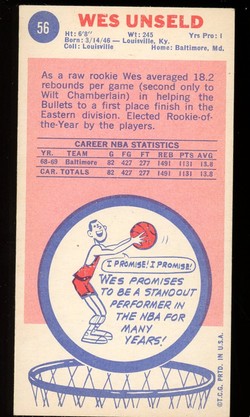 56
WES UNSELD
Ht: 6'8" Wt: 245 Yrs Pro: 1
Born: 3/14/46 — Louisville, Ky.
Coll: Louisville Home: Baltimore, Md.
As a raw rookie Wes averaged 18.2
rebounds per game (second only to
Wilt Chamberlain) in helping the
Bullets to a first place finish in the
Eastern division. Elected Rookie-of-
the-Year by the players.
CAREER NBA STATISTICS
YR. TEAM G FG FT REB PTS AVG
68-69 Baltimore 82 427 277 1491 1131 13.8
CAR. TOTALS 82 427 277 1491 1131 13.8
I PROMISE! I PROMISE!
WES PROMISES
TO BE A STANDOUT
PERFORMER IN
THE NBA FOR
MANY
YEARS!
©T.C.G. PRTD. IN U.S.A.